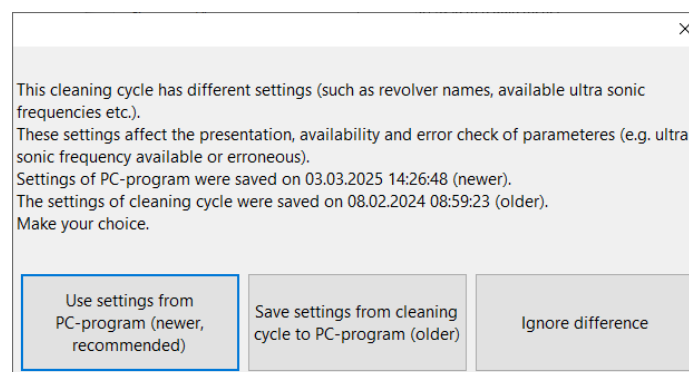 This cleaning cycle has different settings (such as revolver names, available ultra sonic
frequencies etc.).
These settings affect the presentation, availability and error check of parameteres (e.g. ultra
sonic frequency available or erroneous).
Settings of PC-program were saved on 03.03.2025 14:26:48 (newer).
The settings of cleaning cycle were saved on 08.02.2024 08:59:23 (older).
Make your choice.
Use settings from
PC-program (newer,
recommended)
Save settings from cleaning
cycle to PC-program (older)
Ignore difference